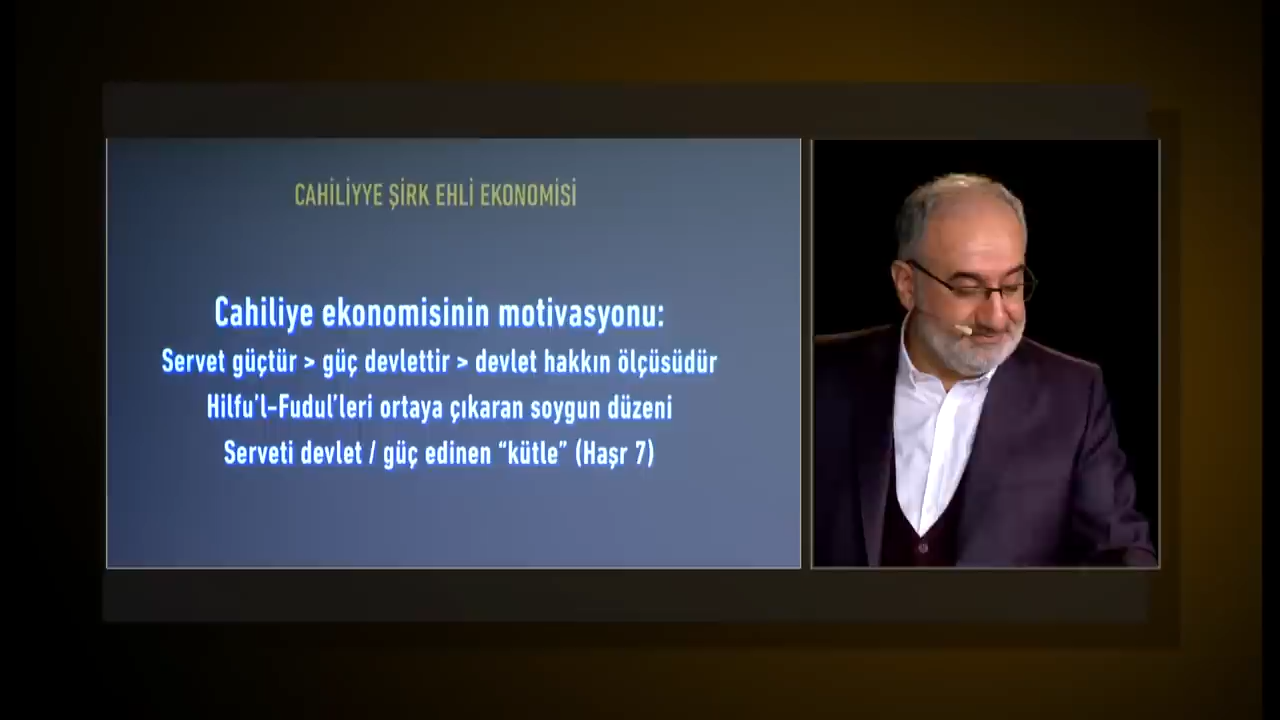 CAHİLİYYE ŞİRK EHLİ EKONOMİSİ
Cahiliye ekonomisinin motivasyonu:
Servet güçtür > güç devlettir > devlet hakkın ölçüsüdür
Hilfu'l-Fudul'leri ortaya çıkaran soygun düzeni
Serveti devlet / güç edinen “kütle” (Haşr 7)